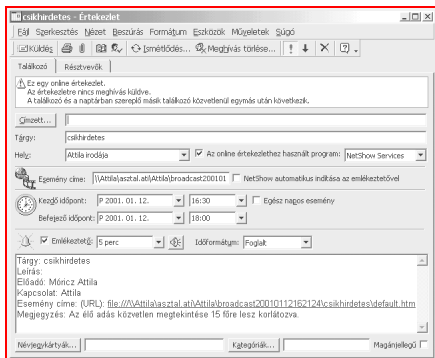 csikhirdetes - Értekezlet
Fájl Szerkesztés Nézet Beszúrás Formátum Eszközök Műveletek Súgó
Küldés Ismétlődés... Meghívás törlése...
Találkozó Résztvevők
Ez egy online értekezlet.
Az értekezletre nincs meghívás küldve.
A találkozó a naptárban szereplő másik találkozó közvetlenül egymás után következik.
Címzett...
Tárgy: csikhirdetes
Hely: Attila irodája Az online értekezlethez használt program: NetShow Services
Esemény címe: \\Attila\asztal.ati\Attila\broadcast200101 NetShow automatikus indítása az emlékeztetővel
Kezdő időpont: P 2001. 01. 12. 16:30 Egész napos esemény
Befejező időpont: P 2001. 01. 12. 18:00
Emlékeztető: 5 perc Időformátum: Foglalt
Tárgy: csikhirdetes
Leírás:
Előadó: Móricz Attila
Kapcsolat: Attila
Esemény címe: (URL): file:///\\Attila\asztal.ati\Attila\broadcast20010112162124\csikhirdetes\default.htm
Megjegyzés: Az élő adás közvetlen megtekintése 15 főre lesz korlátozva.
Névjegykártyák... Kategóriák... Magánjellegű